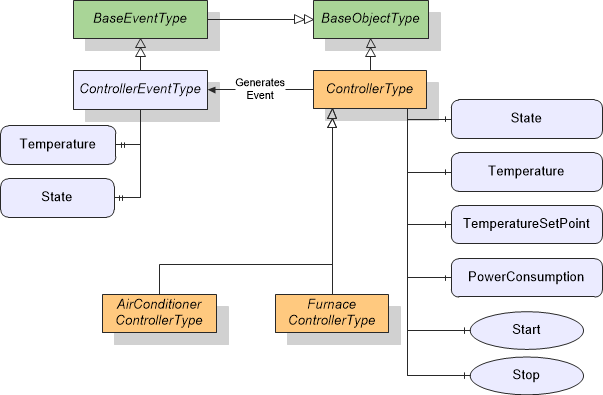 BaseEventType
BaseObjectType
ControllerEventType
Generates
Event
ControllerType
State
Temperature
Temperature
State
TemperatureSetPoint
PowerConsumption
AirConditioner
ControllerType
Furnace
ControllerType
Start
Stop